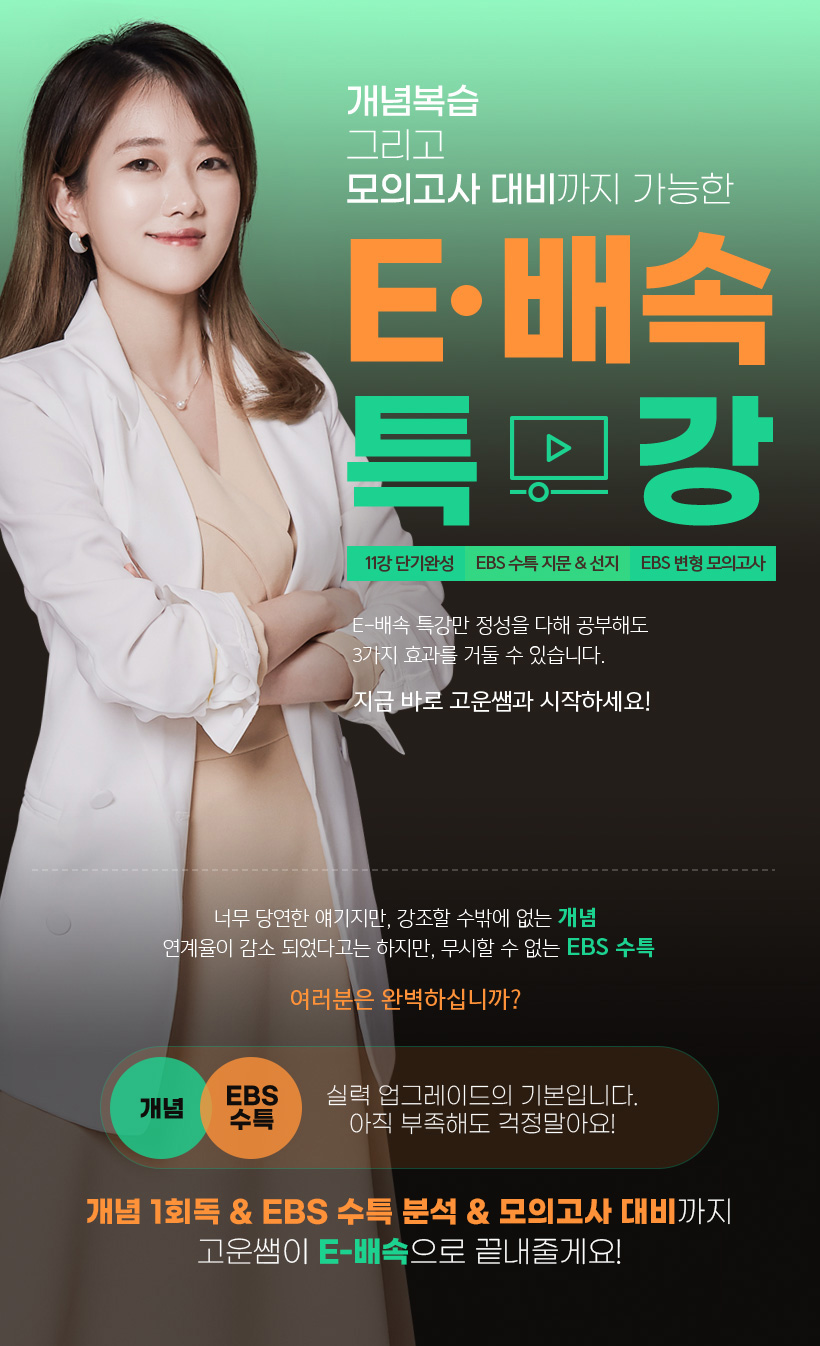 개념복습
그리고
모의고사 대비까지 가능한
E·배속
특강
11강 단기완성 EBS 수특 지문 & 선지 EBS 변형 모의고사
E-배속 특강만 정성을 다해 공부해도
3가지 효과를 거둘 수 있습니다.
지금 바로 고운쌤과 시작하세요!
너무 당연한 얘기지만, 강조할 수밖에 없는 개념
연계율이 감소 되었다고는 하지만, 무시할 수 없는 EBS 수특
여러분은 완벽하십니까?
개념
EBS
수특
실력 업그레이드의 기본입니다.
아직 부족해도 걱정말아요!
개념 1회독 & EBS 수특 분석 & 모의고사 대비까지
고운쌤이 E-배속으로 끝내줄게요!